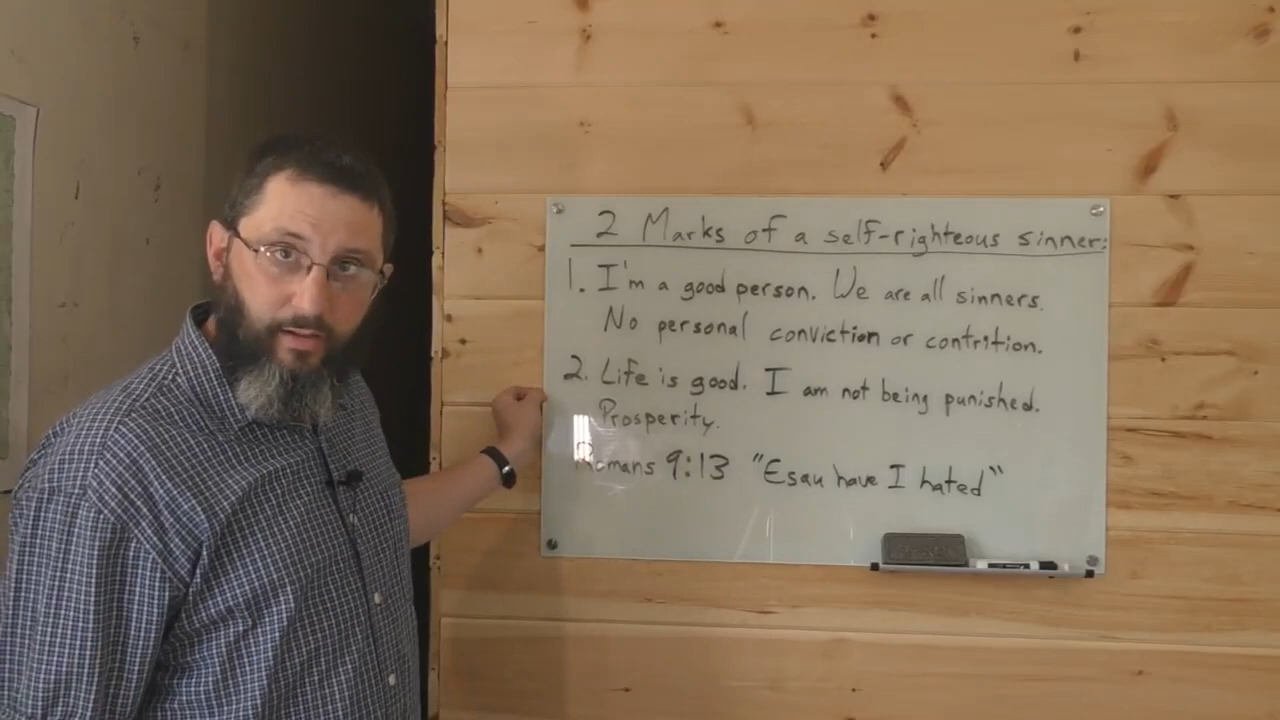 2 Marks of a self-righteous sinner:
1. I'm a good person. We are all sinners.
No personal conviction or contrition.
2. Life is good. I am not being punished.
Prosperity.
Romans 9:13 "Esau have I hated"